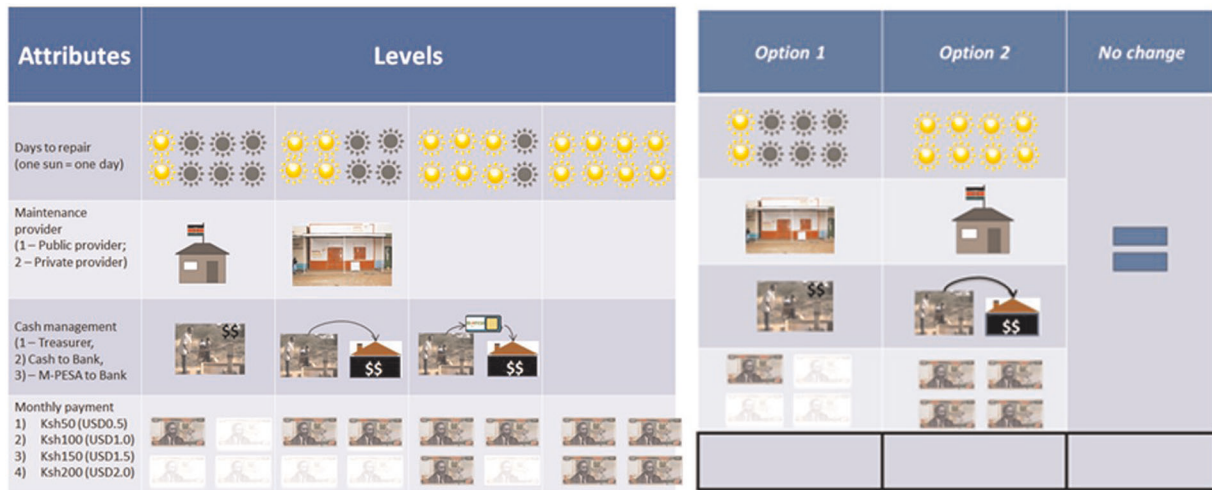 Attributes
Levels
Days to repair
(one sun = one day)
Maintenance
provider
(1 – Public provider;
2 – Private provider)
Cash management
(1 – Treasurer,
2) Cash to Bank,
3) – M-PESA to Bank
$$
$$
$$
Monthly payment
1) Ksh50 (USD0.5)
2) Ksh100 (USD1.0)
3) Ksh150 (USD1.5)
4) Ksh200 (USD2.0)
Option 1
Option 2
No change
$$
$$